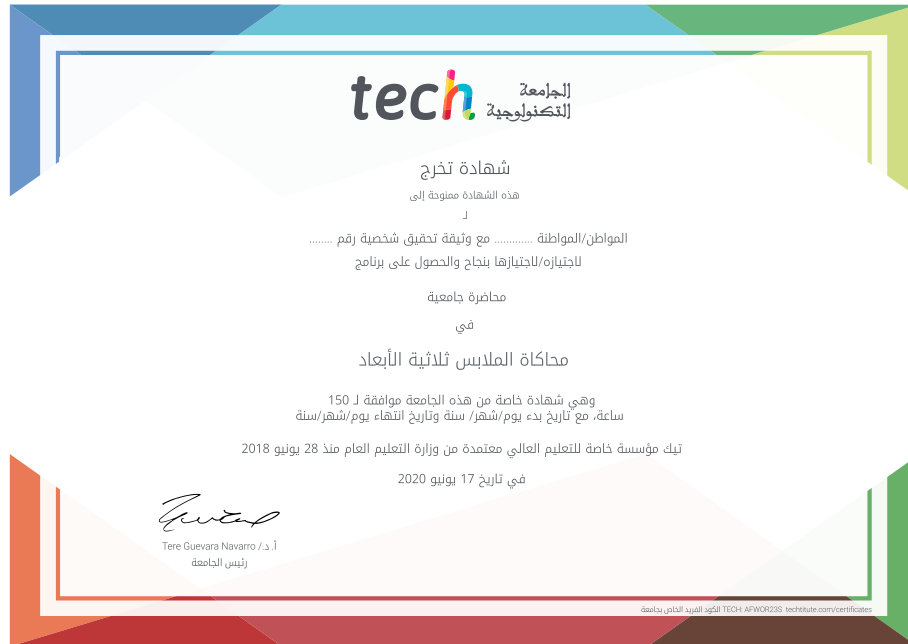 tech الجامعة
التكنولوجية
شهادة تخرج
هذه الشهادة ممنوحة إلى
لـ
المواطن/المواطنة ............. مع وثيقة تحقيق شخصية رقم ........
لاجتيازه/لاجتيازها بنجاح والحصول على برنامج
محاضرة جامعية
في
محاكاة الملابس ثلاثية الأبعاد
وهي شهادة خاصة من هذه الجامعة موافقة لـ 150
ساعة، مع تاريخ بدء يوم/شهر/ سنة وتاريخ انتهاء يوم/شهر/سنة
تيك مؤسسة خاصة للتعليم العالي معتمدة من وزارة التعليم العام منذ 28 يونيو 2018
في تاريخ 17 يونيو 2020
أ. د./ Tere Guevara Navarro
رئيس الجامعة
الكود الفريد الخاص بجامعة TECH: AFWOR23S techtitute.com/certificates